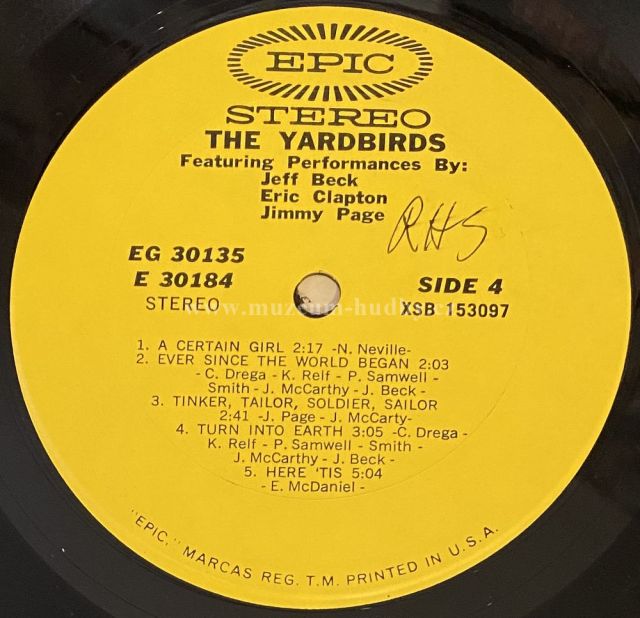 EPIC
STEREO
THE YARDBIRDS
Featuring Performances By:
Jeff Beck
Eric Clapton
Jimmy Page
RHS
EG 30135
E 30184
STEREO
SIDE 4
XSB 153097
1. A CERTAIN GIRL 2:17 -N. Neville-
2. EVER SINCE THE WORLD BEGAN 2:03
- C. Drega - K. Relf - P. Samwell -
Smith - J. McCarthy - J. Beck -
3. TINKER, TAILOR, SOLDIER, SAILOR
2:41 -J. Page - J. McCarty-
4. TURN INTO EARTH 3:05 -C. Drega -
K. Relf - P. Samwell - Smith -
J. McCarthy - J. Beck -
5. HERE 'TIS 5:04
- E. McDaniel -
"EPIC," MARCAS REG. T.M. PRINTED IN U.S.A.